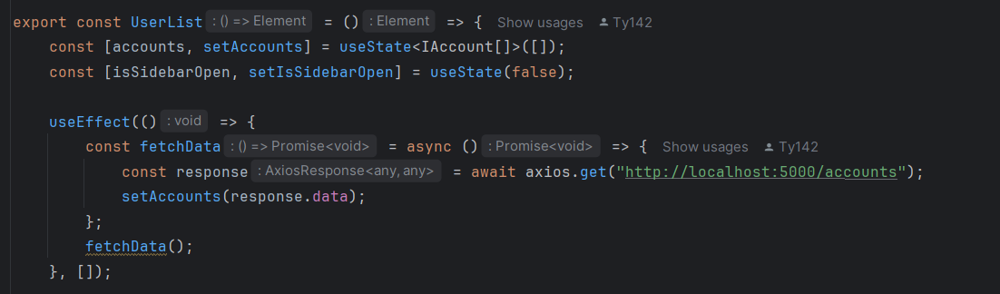 export const UserList : () => Element = () : Element => { Show usages Ty142
const [accounts, setAccounts] = useState<IAccount[]>([]);
const [isSidebarOpen, setIsSidebarOpen] = useState(false);
useEffect(() : void => {
const fetchData : () => Promise<void> = async () : Promise<void> => { Show usages Ty142
const response : AxiosResponse<any, any> = await axios.get("http://localhost:5000/accounts");
setAccounts(response.data);
};
fetchData();
}, []);